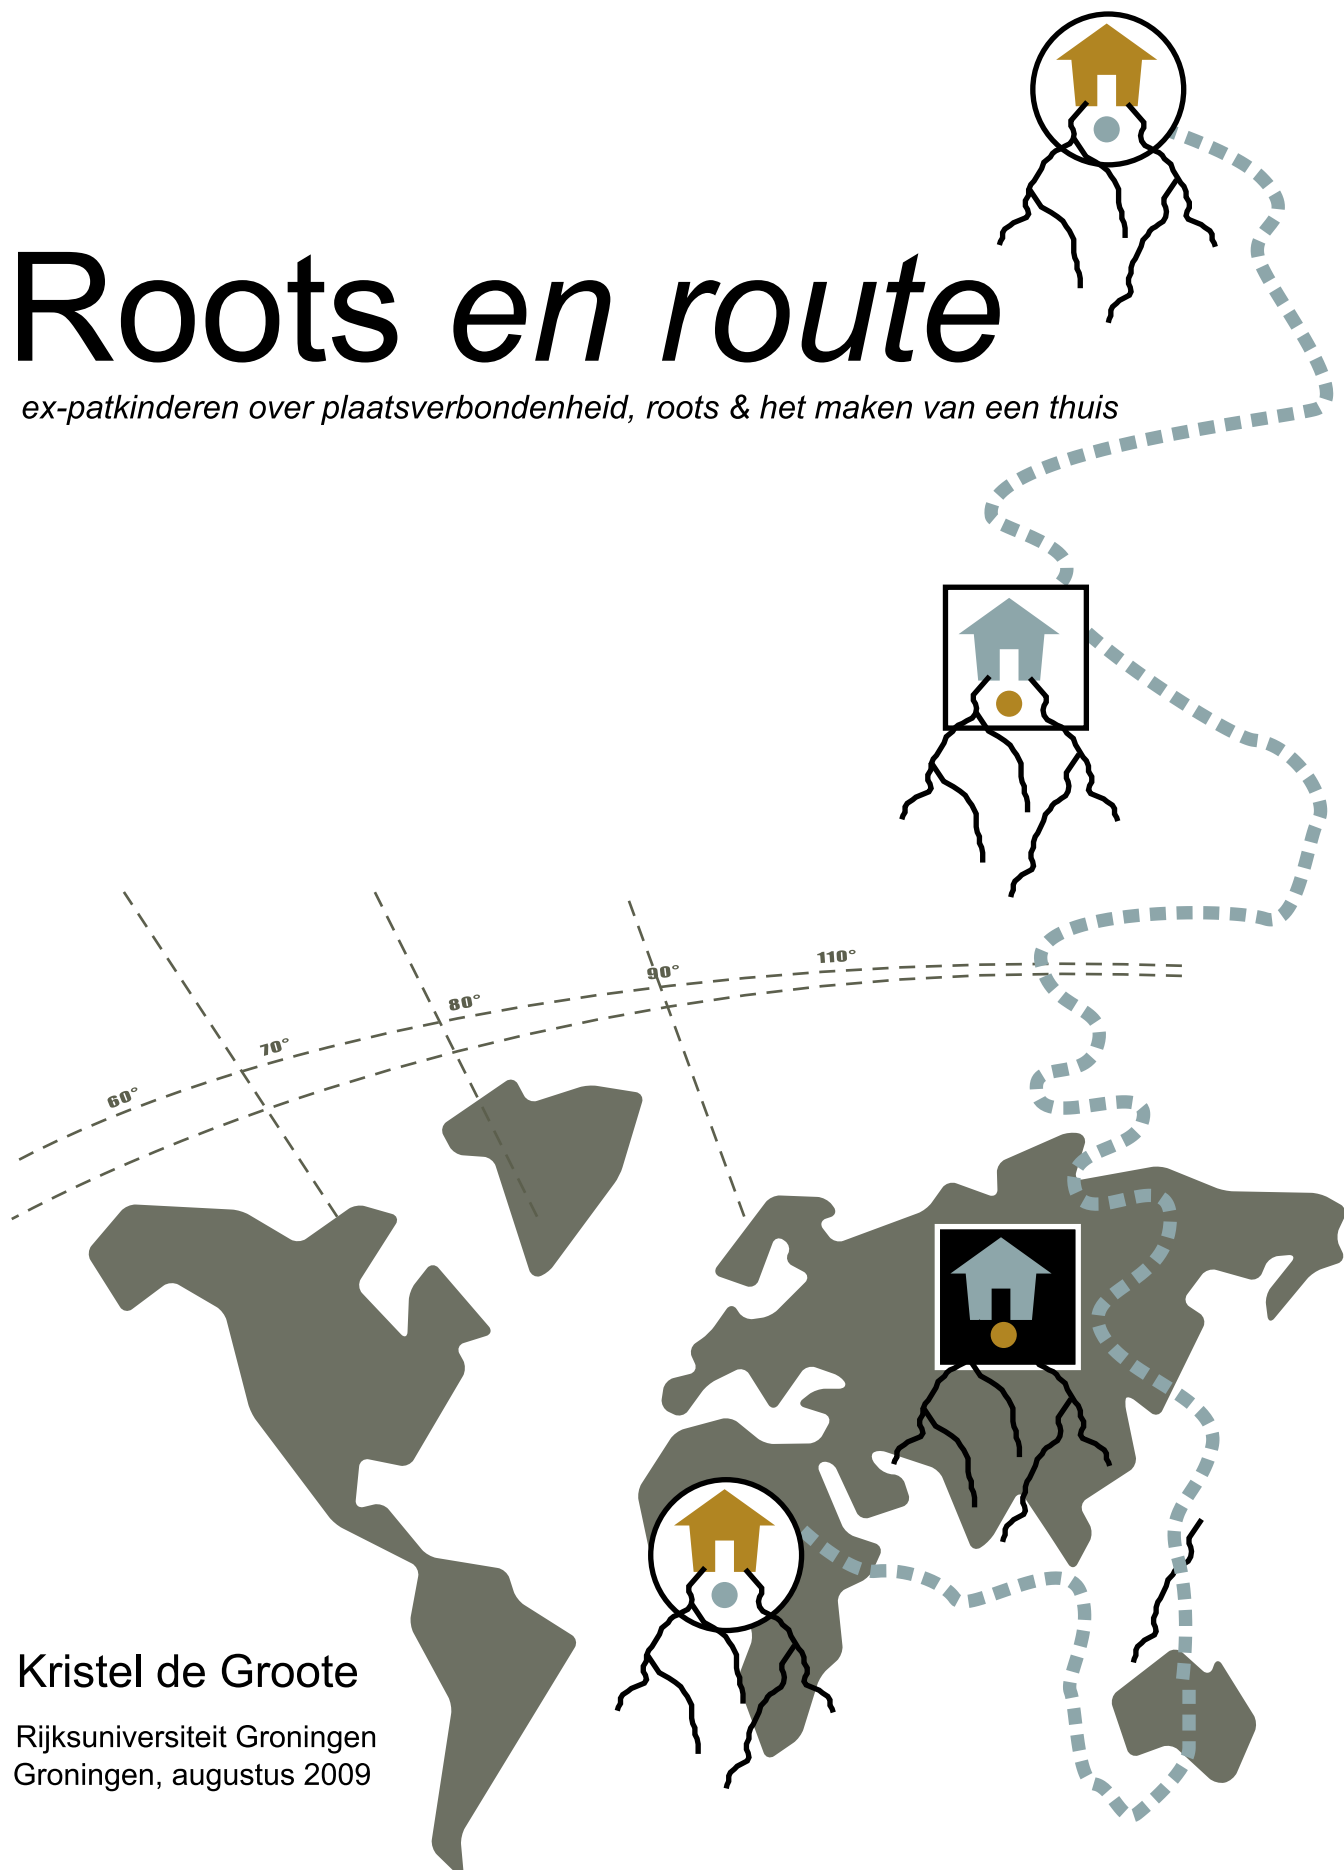 Roots en route
ex-patkinderen over plaatsverbondenheid, roots & het maken van een thuis
110°
90°
80°
70°
60°
Kristel de Groote
Rijksuniversiteit Groningen
Groningen, augustus 2009